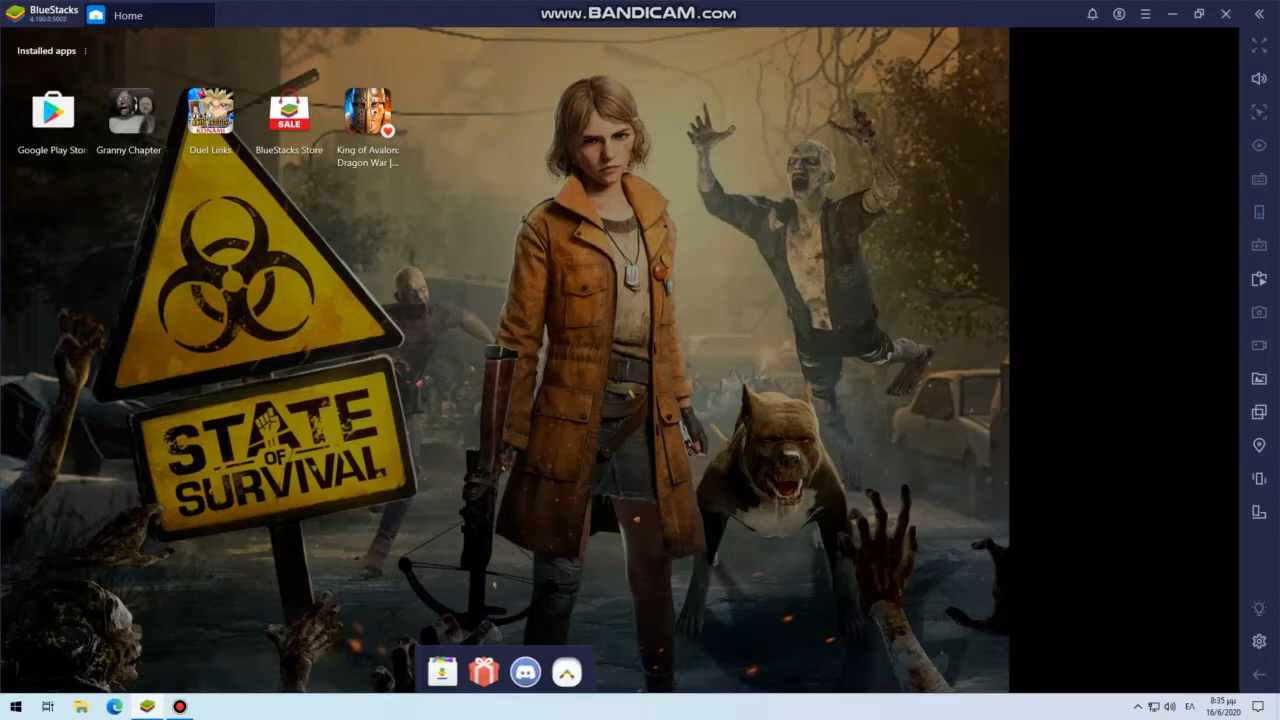 BlueStacks
4.190.0.5002
Home
www.BANDICAM.com
Installed apps
SALE
KONAMI
Google Play Stor
Granny Chapter
Duel Links
BlueStacks Store
King of Avalon:
Dragon War |...
STATE
OF
SURVIVAL
ΕΛ
8:35 μμ
16/6/2020